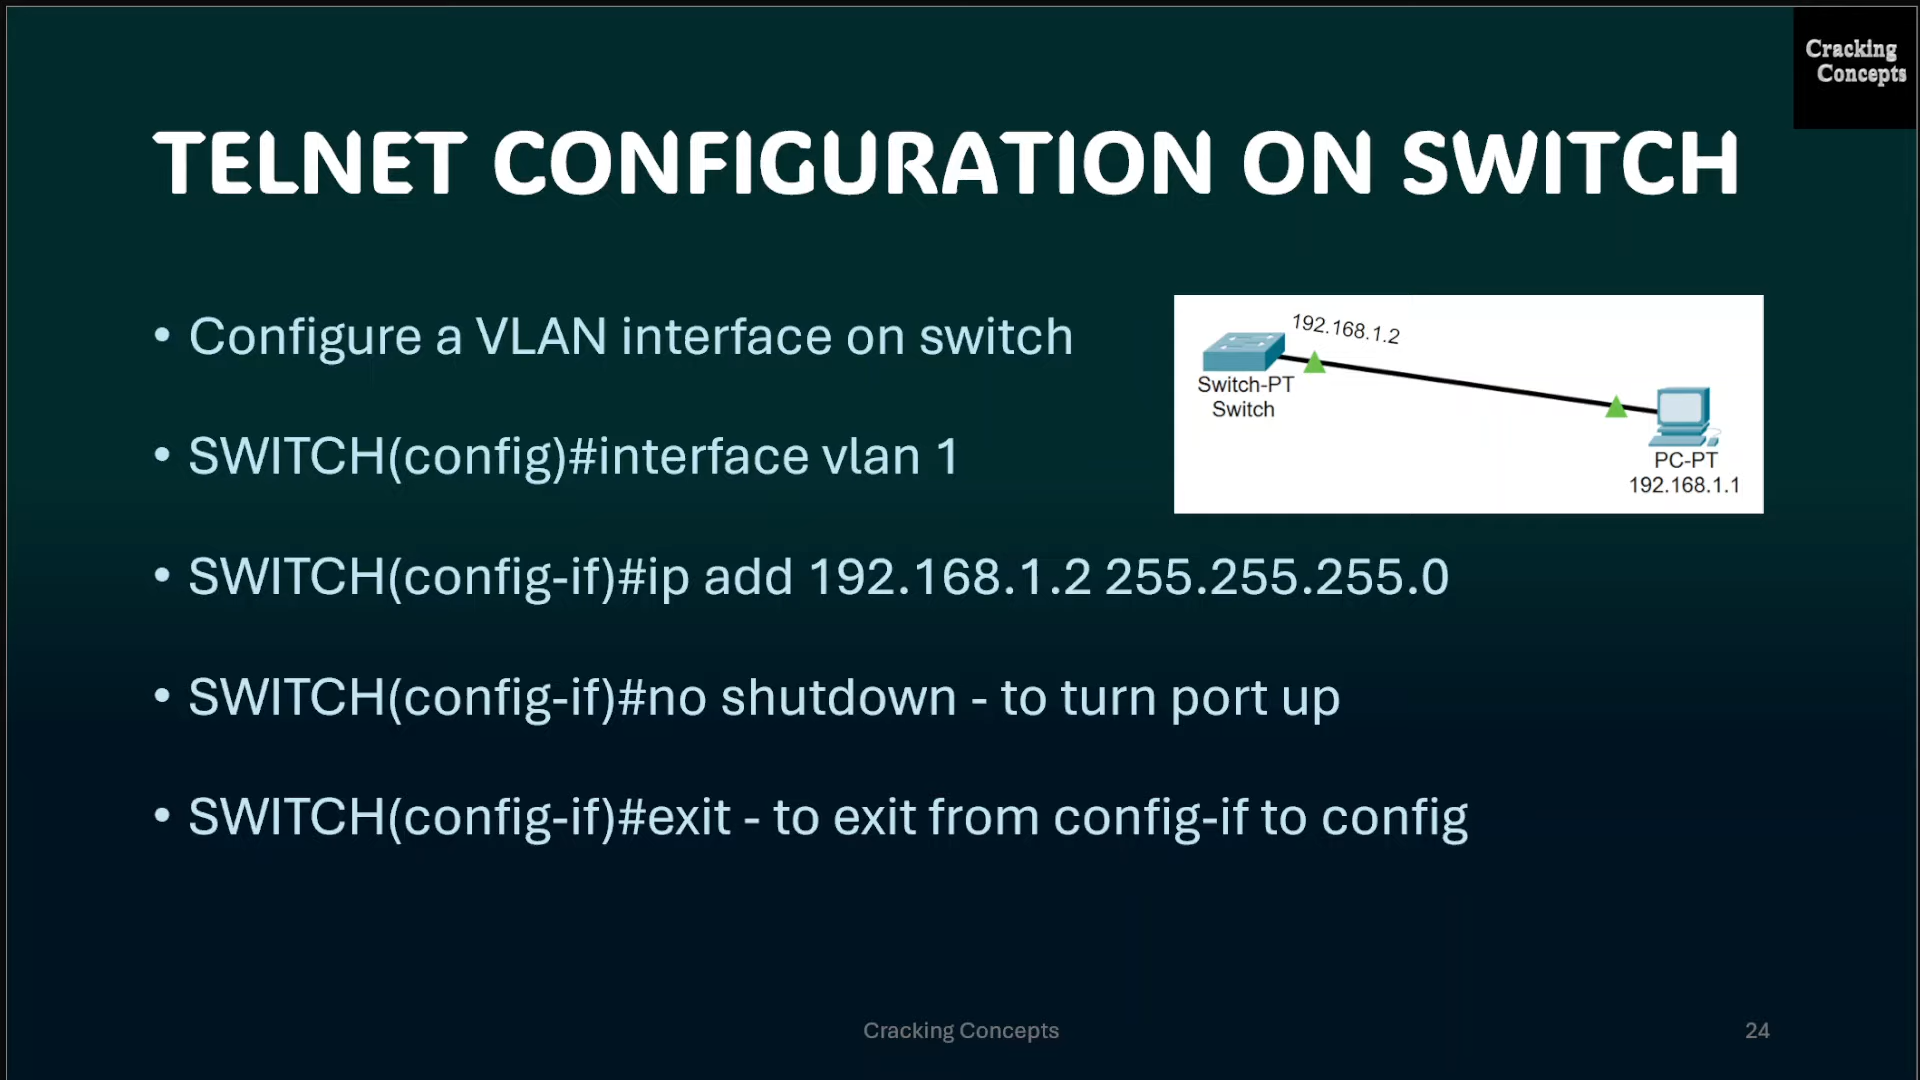 Cracking
Concepts
TELNET CONFIGURATION ON SWITCH
• Configure a VLAN interface on switch
• SWITCH(config)#interface vlan 1
• SWITCH(config-if)#ip add 192.168.1.2 255.255.255.0
• SWITCH(config-if)#no shutdown - to turn port up
• SWITCH(config-if)#exit - to exit from config-if to config
192.168.1.2
Switch-PT
Switch
PC-PT
192.168.1.1
Cracking Concepts
24